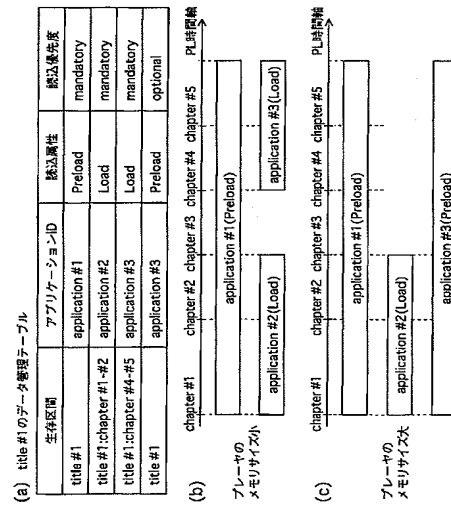 (a) title #1のデータ管理テーブル
生存区間 アプリケーションID 読込属性 読込優先度
title #1 application #1 Preload mandatory
title #1:chapter #1-#2 application #2 Load mandatory
title #1:chapter #4-#5 application #3 Load mandatory
title #1 application #3 Preload optional
(b)
chapter #1 chapter #2 chapter #3 chapter #4 chapter #5 PL時間軸
プレーヤの
メモリサイズ小
application #1(Preload)
application #2(Load) application #3(Load)
(c)
chapter #1 chapter #2 chapter #3 chapter #4 chapter #5 PL時間軸
プレーヤの
メモリサイズ大
application #1(Preload)
application #2(Load)
application #3(Preload)